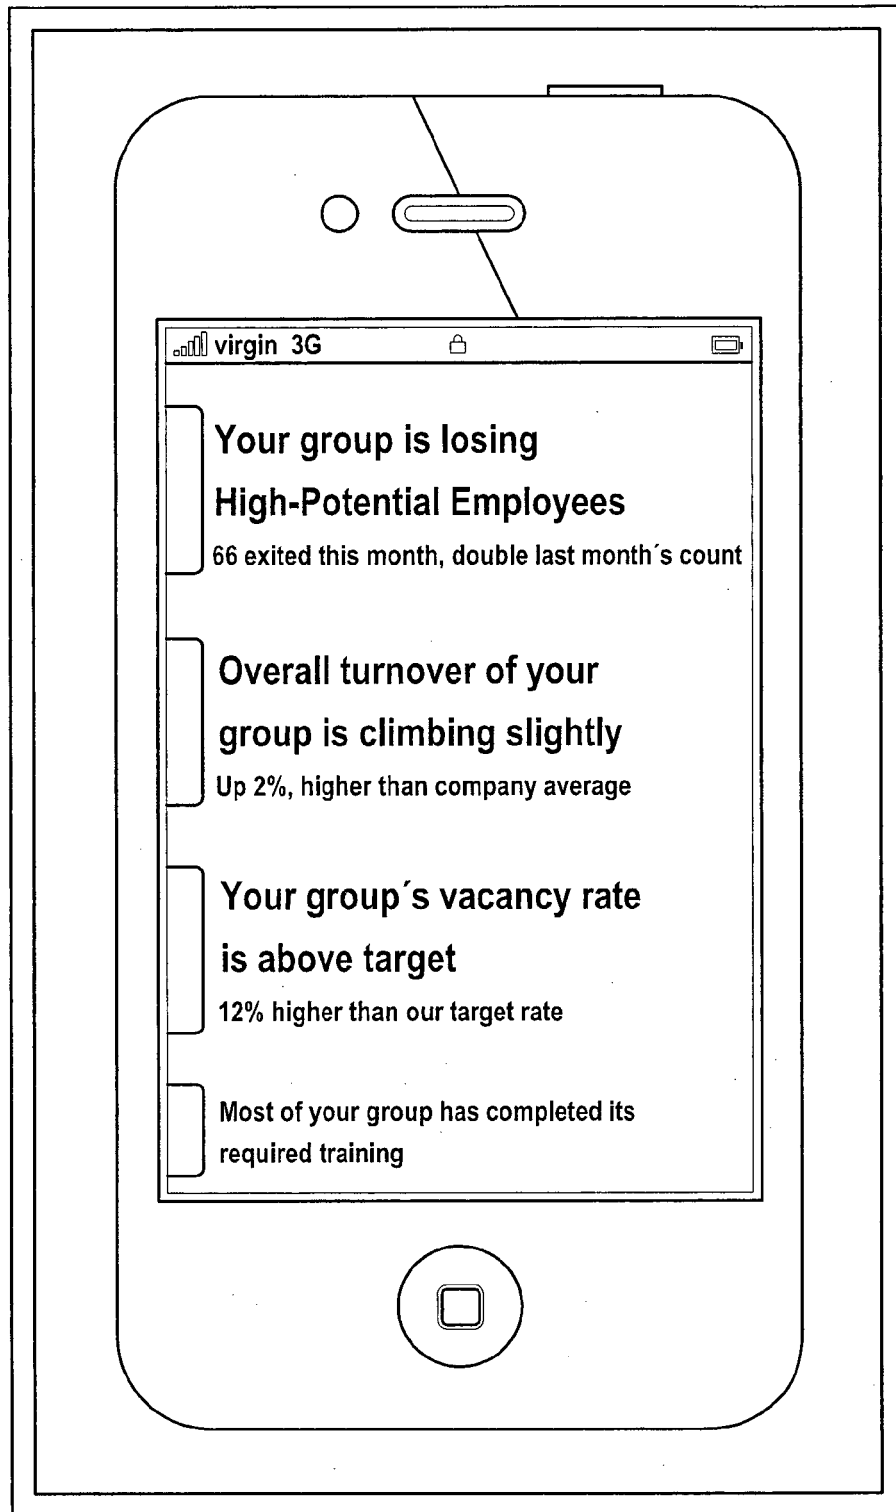 virgin 3G
Your group is losing
High-Potential Employees
66 exited this month, double last month´s count
Overall turnover of your
group is climbing slightly
Up 2%, higher than company average
Your group´s vacancy rate
is above target
12% higher than our target rate
Most of your group has completed its
required training